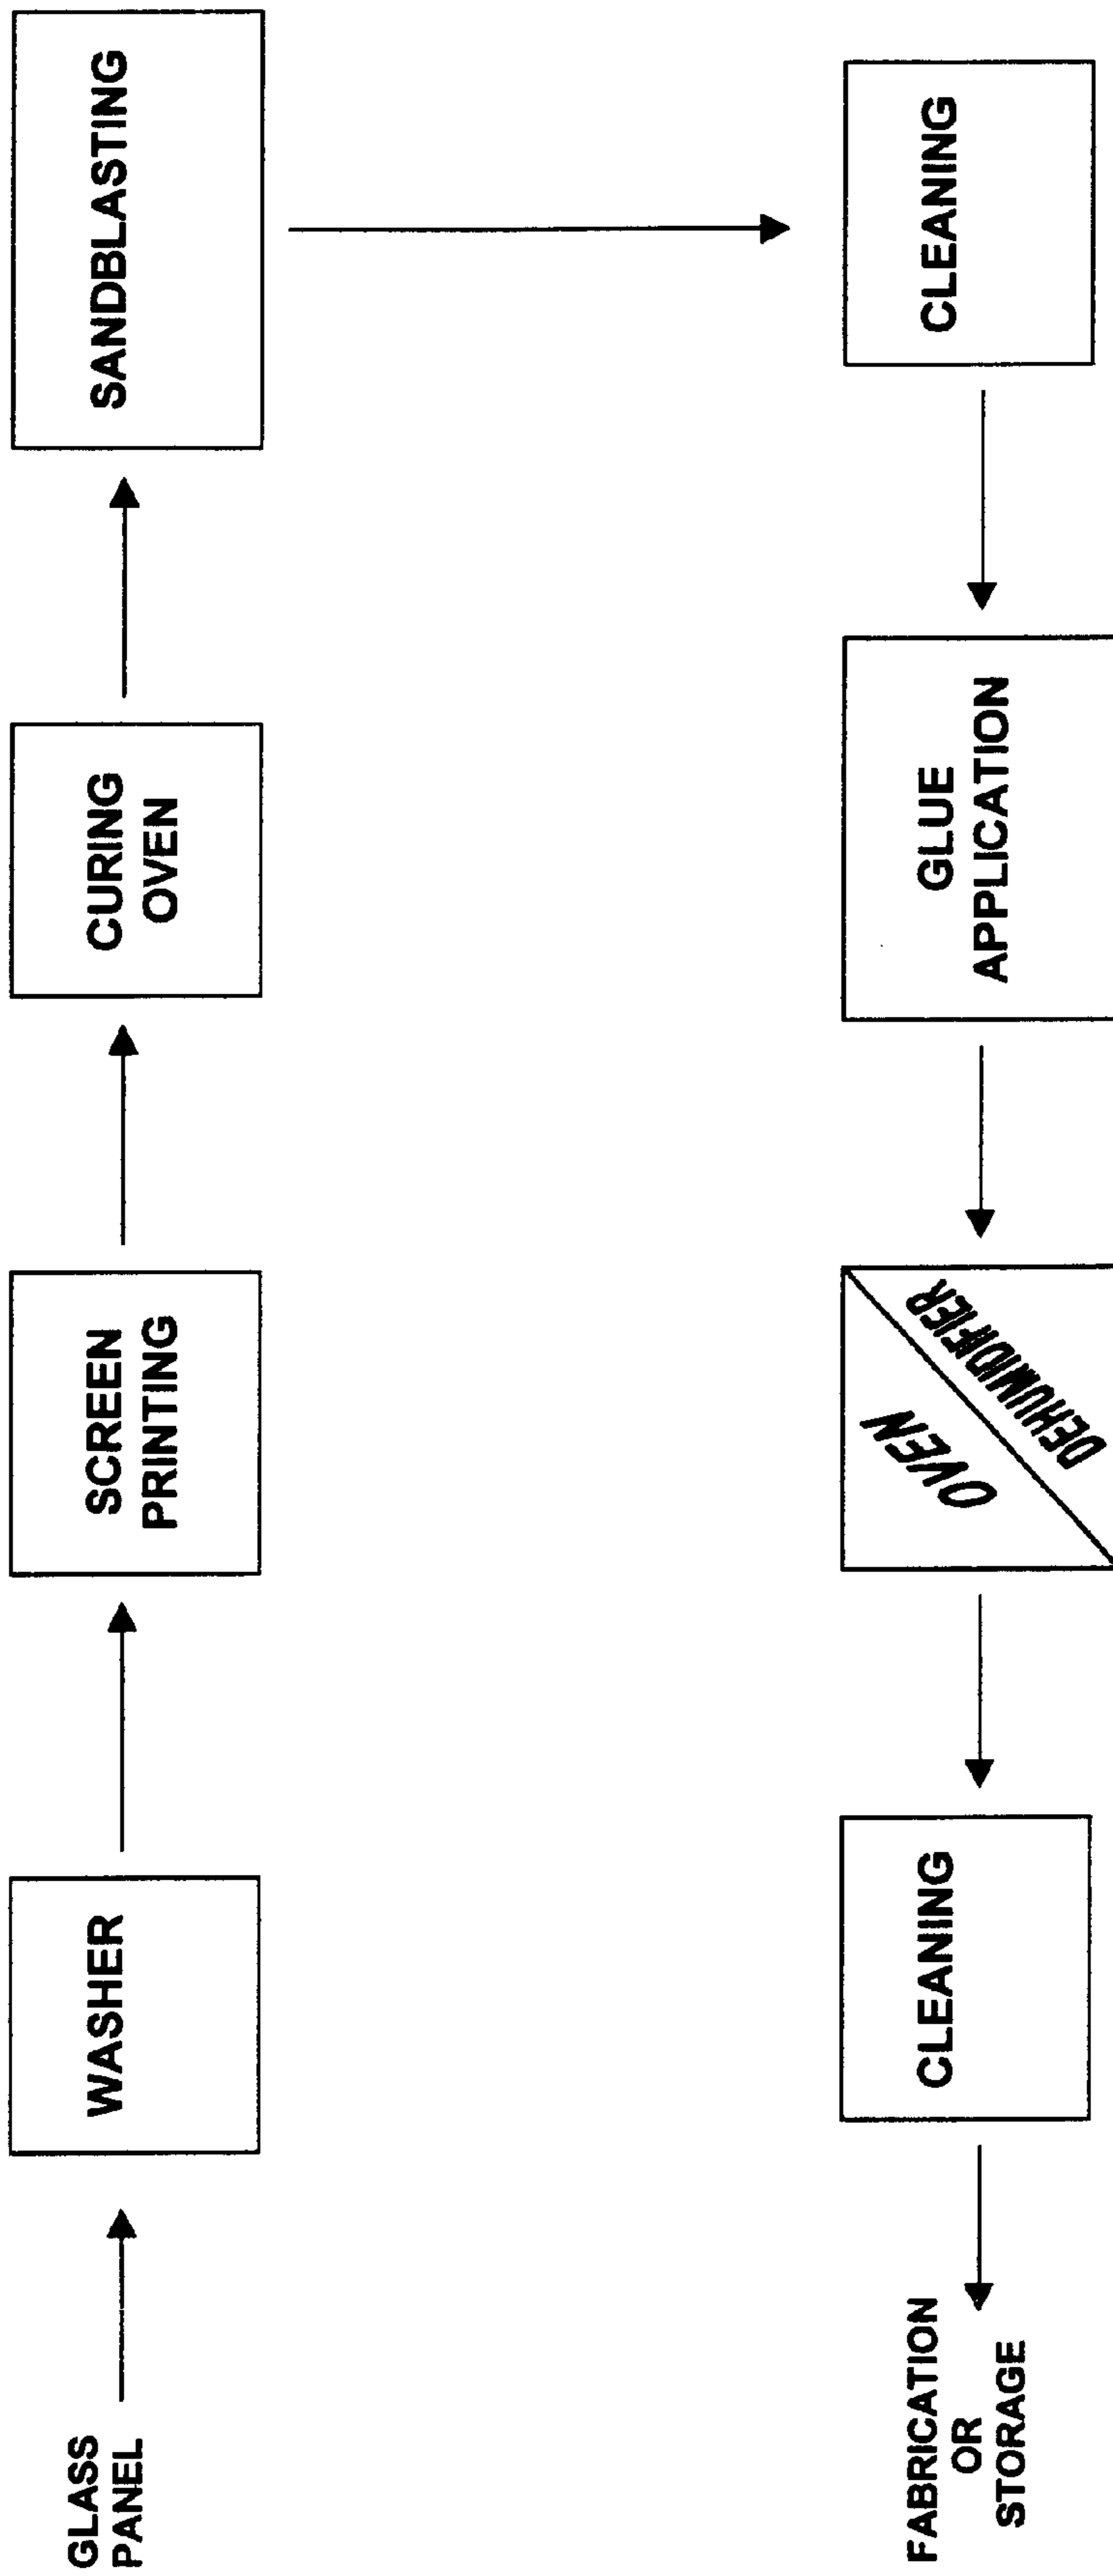 GLASS
PANEL
WASHER
SCREEN
PRINTING
CURING
OVEN
SANDBLASTING
CLEANING
GLUE
APPLICATION
OVEN
DEHUMIDIFIER
CLEANING
FABRICATION
OR
STORAGE